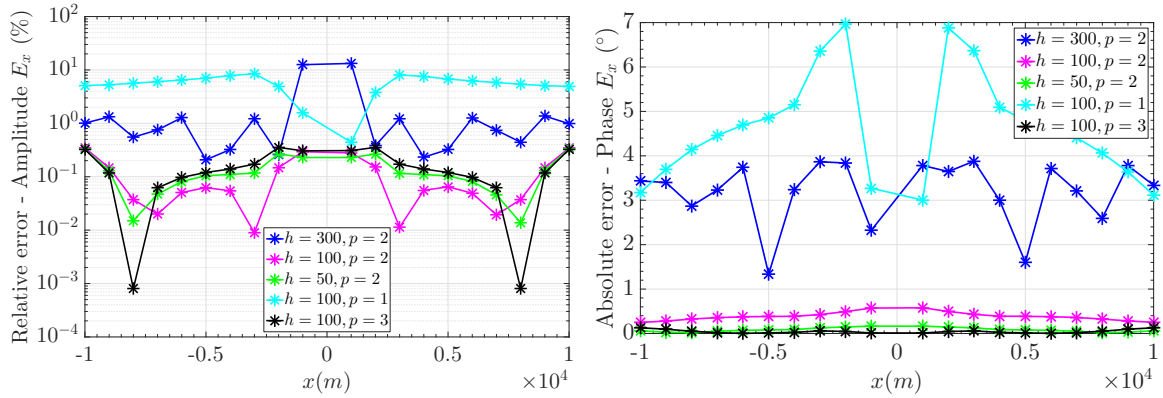 Relative error - Amplitude E_x (%)
10^2
10^1
10^0
10^{-1}
10^{-2}
10^{-3}
10^{-4}
h = 300, p = 2
h = 100, p = 2
h = 50, p = 2
h = 100, p = 1
h = 100, p = 3
-1 -0.5 0 0.5 1
x(m) ×10^4
Absolute error - Phase E_x (°)
7
6
5
4
3
2
1
0
h = 300, p = 2
h = 100, p = 2
h = 50, p = 2
h = 100, p = 1
h = 100, p = 3
-1 -0.5 0 0.5 1
x(m) ×10^4